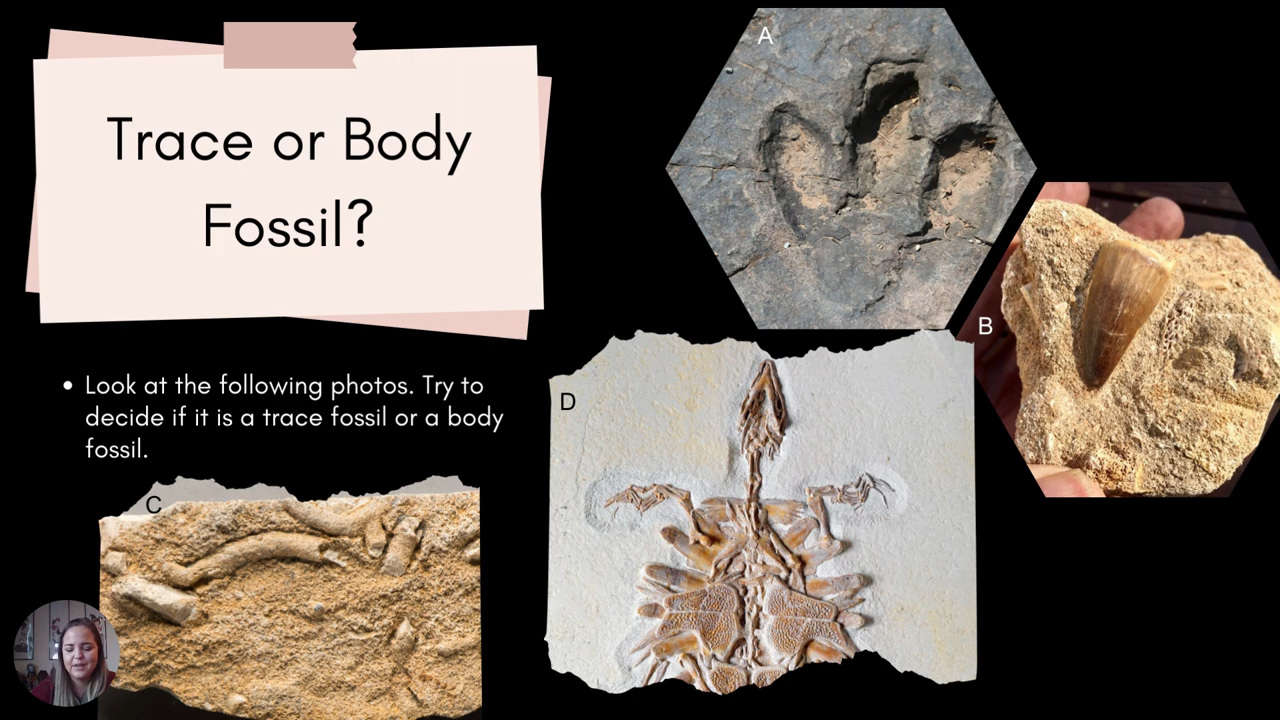 Trace or Body
Fossil?
• Look at the following photos. Try to
decide if it is a trace fossil or a body
fossil.
A
B
D
C